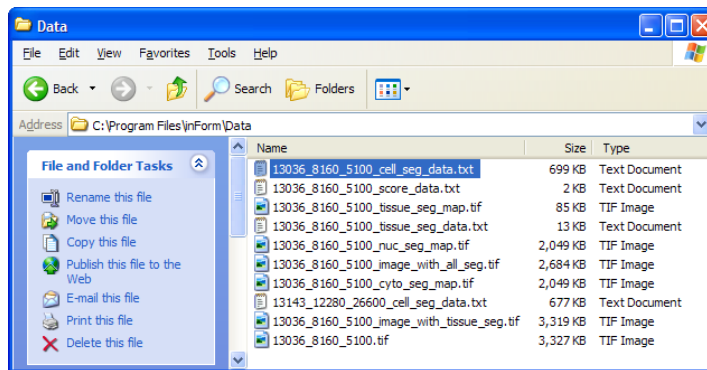 Data
File Edit View Favorites Tools Help
Back Search Folders
Address C:\Program Files\inForm\Data
File and Folder Tasks
Rename this file
Move this file
Copy this file
Publish this file to the
Web
E-mail this file
Print this file
Delete this file
Name Size Type
13036_8160_5100_cell_seg_data.txt 699 KB Text Document
13036_8160_5100_score_data.txt 2 KB Text Document
13036_8160_5100_tissue_seg_map.tif 85 KB TIF Image
13036_8160_5100_tissue_seg_data.txt 13 KB Text Document
13036_8160_5100_nuc_seg_map.tif 2,049 KB TIF Image
13036_8160_5100_image_with_all_seg.tif 2,684 KB TIF Image
13036_8160_5100_cyto_seg_map.tif 2,049 KB TIF Image
13143_12280_26600_cell_seg_data.txt 677 KB Text Document
13036_8160_5100_image_with_tissue_seg.tif 3,319 KB TIF Image
13036_8160_5100.tif 3,327 KB TIF Image